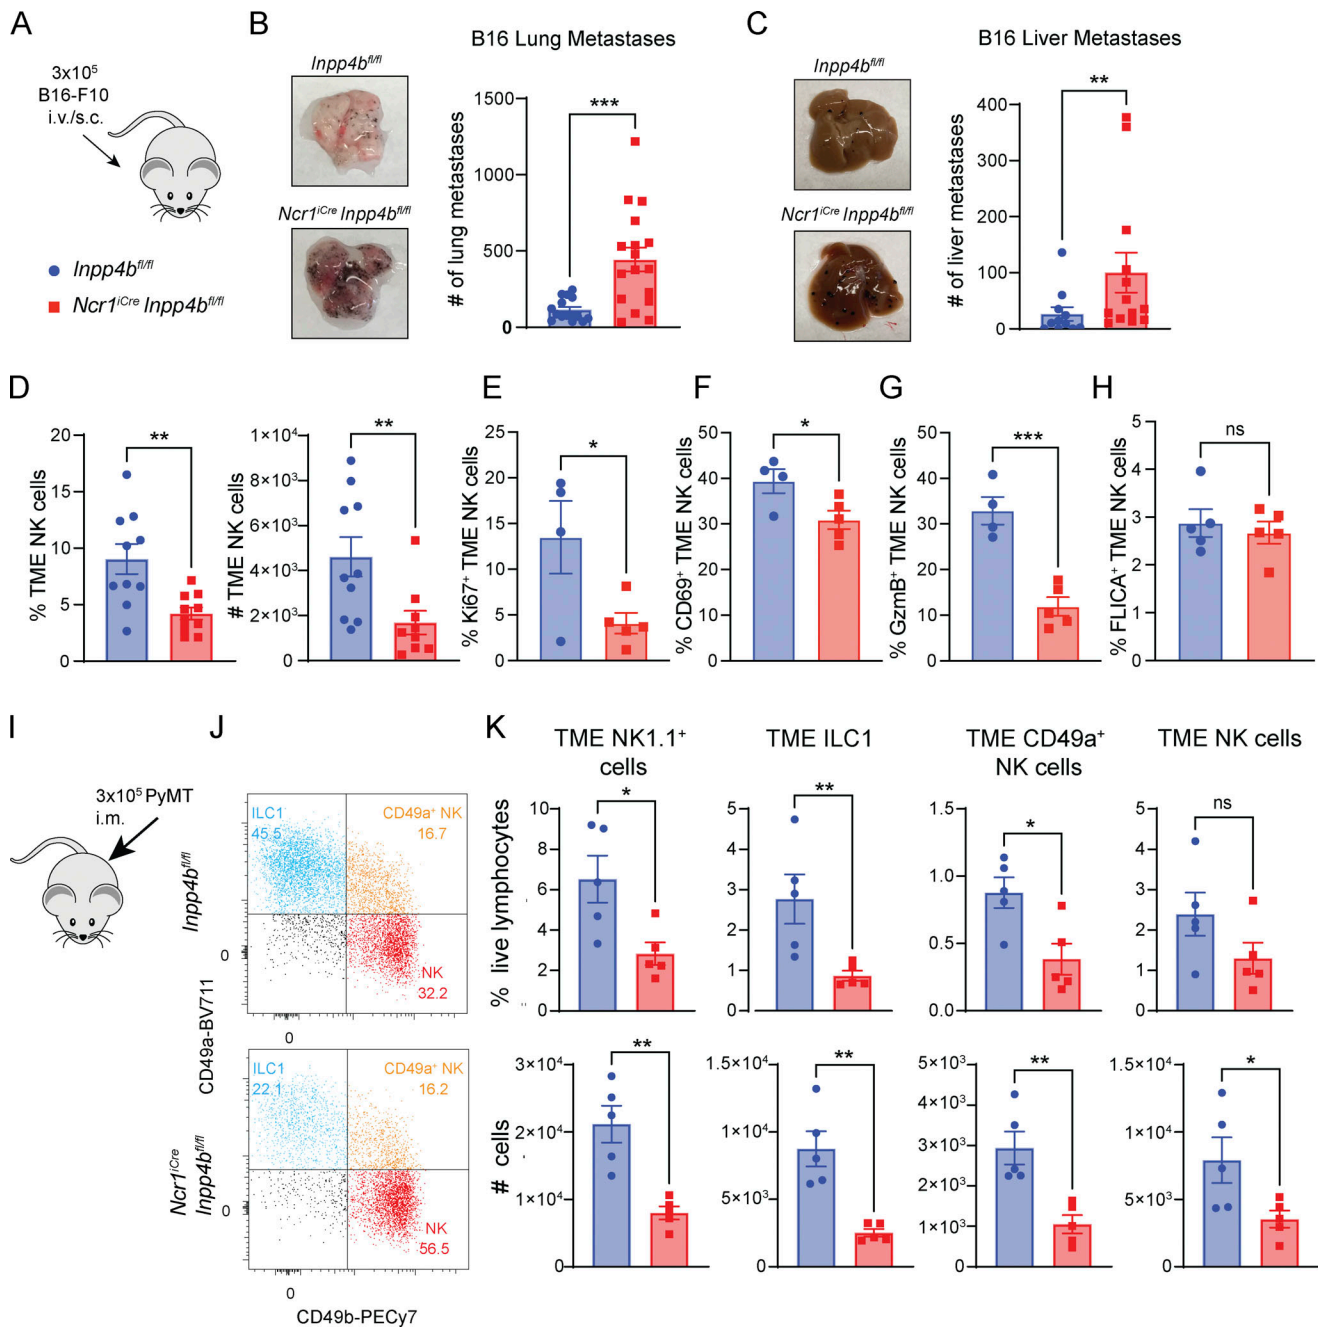 A
3x10⁵
B16-F10
i.v./s.c.
Inpp4b^fl/fl
Ncr1^iCre Inpp4b^fl/fl
B
Inpp4b^fl/fl
Ncr1^iCre Inpp4b^fl/fl
B16 Lung Metastases
# of lung metastases
1500
1000
500
0
***
C
Inpp4b^fl/fl
Ncr1^iCre Inpp4b^fl/fl
B16 Liver Metastases
# of liver metastases
400
300
200
100
0
**
D
% TME NK cells
20
15
10
5
0
**
# TME NK cells
1×10⁴
8×10³
6×10³
4×10³
2×10³
0
**
E
% Ki67⁺ TME NK cells
25
20
15
10
5
0
*
F
% CD69⁺ TME NK cells
50
40
30
20
10
0
*
G
% GzmB⁺ TME NK cells
50
40
30
20
10
0
***
H
% FLICA⁺ TME NK cells
5
4
3
2
1
0
ns
I
3x10⁵ PyMT
i.m.
J
Inpp4b^fl/fl
ILC1
45.5
CD49a⁺ NK
16.7
NK
32.2
0
0
CD49a-BV711
Ncr1^iCre
Inpp4b^fl/fl
ILC1
22.1
CD49a⁺ NK
16.2
NK
56.5
0
0
CD49b-PECy7
K
TME NK1.1⁺
cells
% live lymphocytes
10
8
6
4
2
0
*
TME ILC1
5
4
3
2
1
0
**
TME CD49a⁺
NK cells
1.5
1.0
0.5
0.0
*
TME NK cells
5
4
3
2
1
0
ns
# cells
3×10⁴
2×10⁴
1×10⁴
0
**
1.5×10⁴
1×10⁴
5×10³
0
**
5×10³
4×10³
3×10³
2×10³
1×10³
0
**
1.5×10⁴
1×10⁴
5×10³
0
*